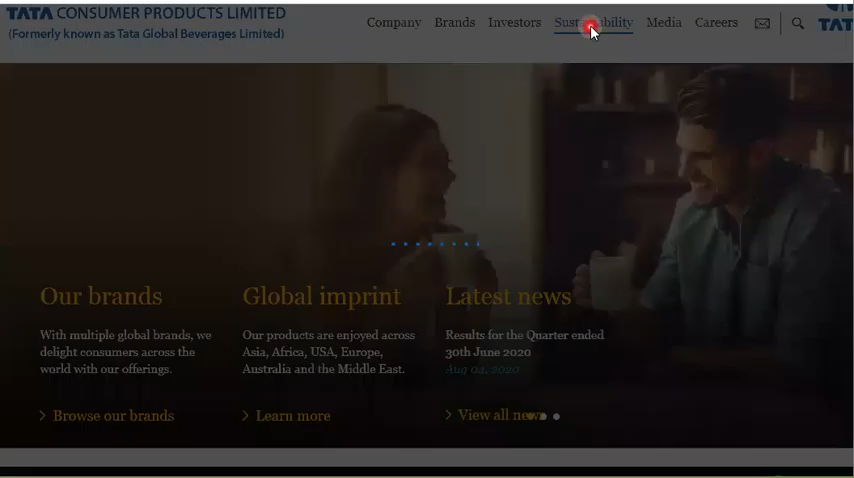 TATA CONSUMER PRODUCTS LIMITED
(Formerly known as Tata Global Beverages Limited)
Company Brands Investors Sustainability Media Careers
TAT
Our brands
With multiple global brands, we
delight consumers across the
world with our offerings.
Browse our brands
Global imprint
Our products are enjoyed across
Asia, Africa, USA, Europe,
Australia and the Middle East.
Learn more
Latest news
Results for the Quarter ended
30th June 2020
Aug 04, 2020
View all news